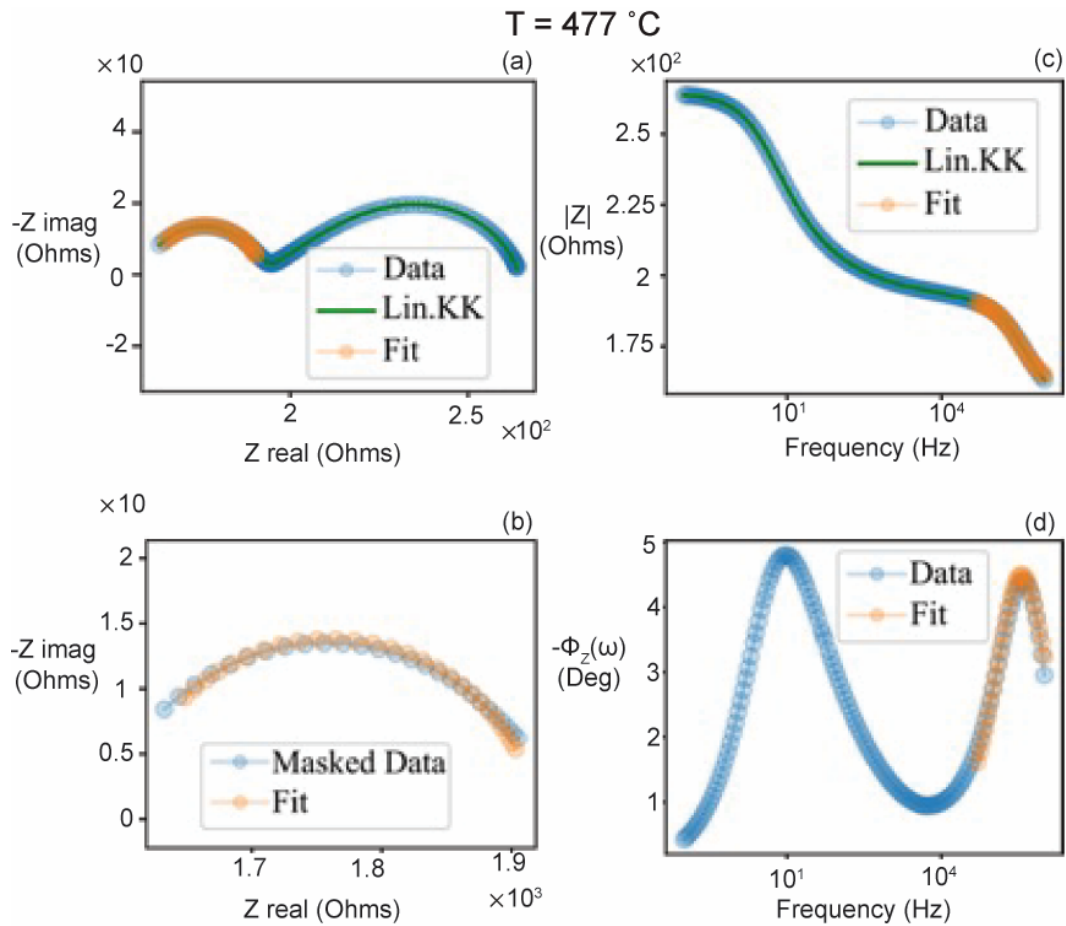 T = 477 ˚C
×10
(a)
4
2
0
-2
-Z imag
(Ohms)
Data
Lin.KK
Fit
2
2.5
×10²
Z real (Ohms)
×10²
(c)
2.5
2.25
2
1.75
|Z|
(Ohms)
Data
Lin.KK
Fit
10¹
10⁴
Frequency (Hz)
×10
(b)
2
1.5
1
0.5
0
-Z imag
(Ohms)
Masked Data
Fit
1.7
1.8
1.9
×10³
Z real (Ohms)
(d)
5
4
3
2
1
-Φz(ω)
(Deg)
Data
Fit
10¹
10⁴
Frequency (Hz)